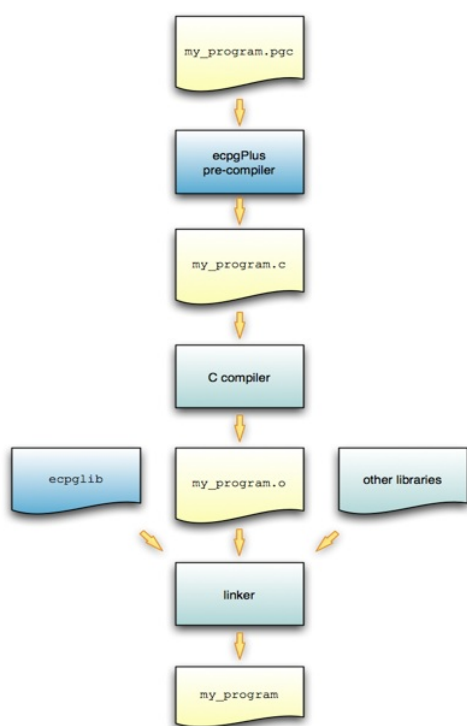 my_program.pgc
ecpgPlus
pre-compiler
my_program.c
C compiler
ecpglib
my_program.o
other libraries
linker
my_program